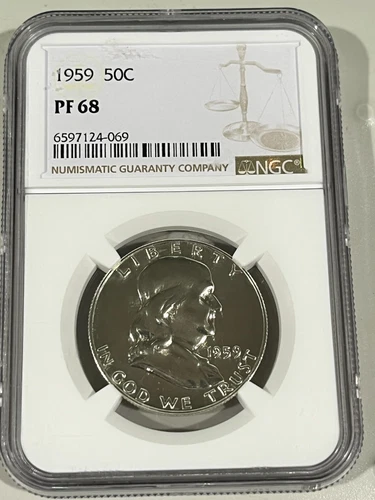 1959 50C
PF 68
6597124-069
NUMISMATIC GUARANTY COMPANY NGC
LIBERTY
1959
IN GOD WE TRUST